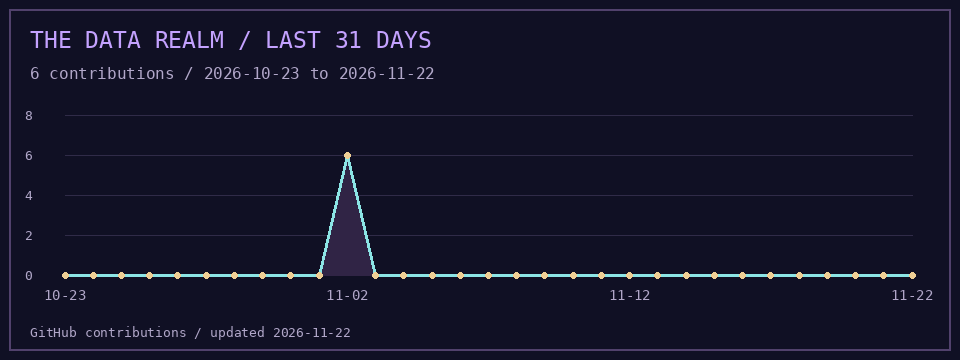 THE DATA REALM / LAST 31 DAYS
6 contributions / 2026-10-23 to 2026-11-22
8
6
4
2
0
10-23 11-02 11-12 11-22
GitHub contributions / updated 2026-11-22